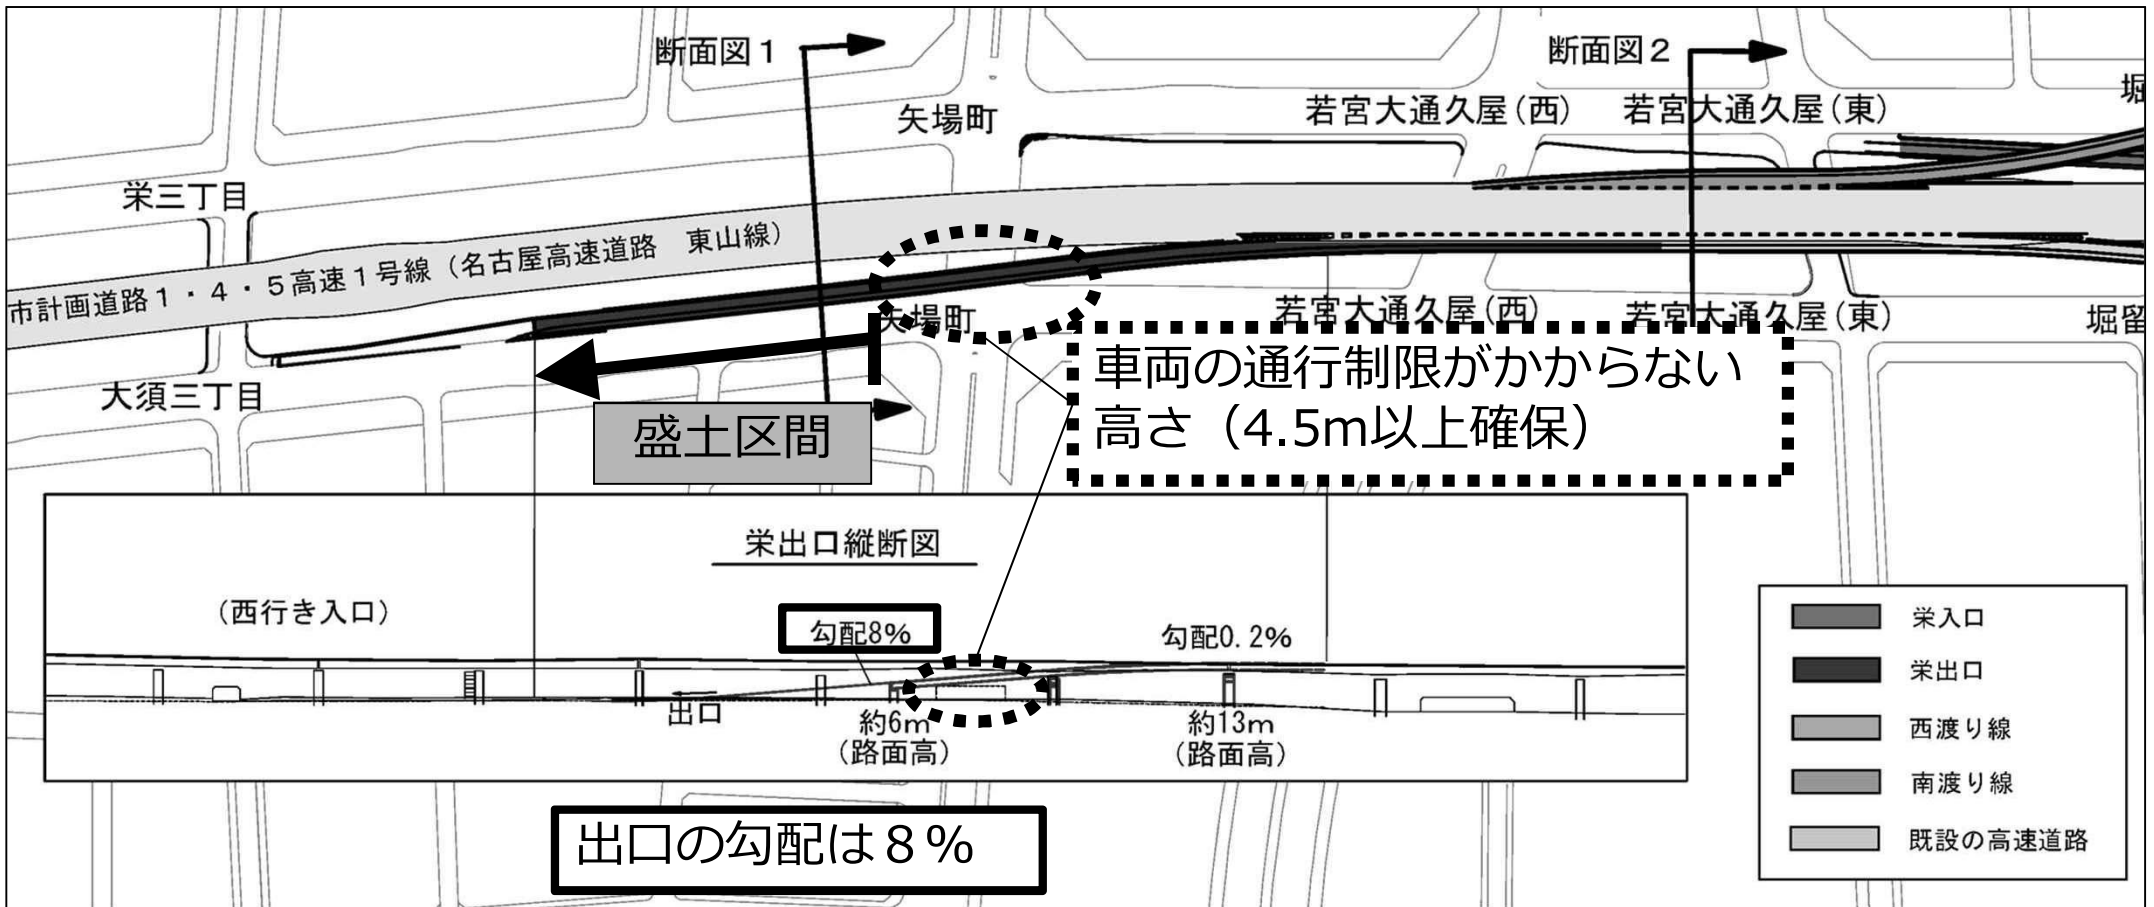 断面図1
断面図2
堀
矢場町
若宮大通久屋(西)
若宮大通久屋(東)
栄三丁目
市計画道路1・4・5高速1号線(名古屋高速道路 東山線)
矢場町
若宮大通久屋(西)
若宮大通久屋(東)
堀留
大須三丁目
盛土区間
車両の通行制限がかからない
高さ（4.5m以上確保）
栄出口縦断図
(西行き入口)
勾配8%
勾配0.2%
出口
約6m
(路面高)
約13m
(路面高)
栄入口
栄出口
西渡り線
南渡り線
既設の高速道路
出口の勾配は８%